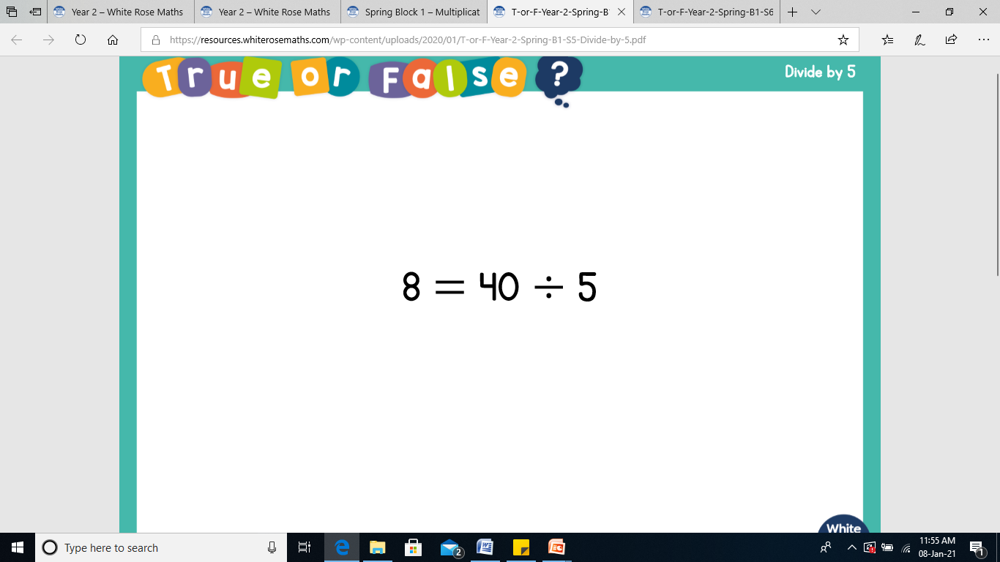 Year 2 – White Rose Maths
Year 2 – White Rose Maths
Spring Block 1 – Multiplicat
T-or-F-Year-2-Spring-B
T-or-F-Year-2-Spring-B1-S6
https://resources.whiterosemaths.com/wp-content/uploads/2020/01/T-or-F-Year-2-Spring-B1-S5-Divide-by-5.pdf
True or False ?
Divide by 5
8 = 40 ÷ 5
White
Type here to search
2
11:55 AM
08-Jan-21
1